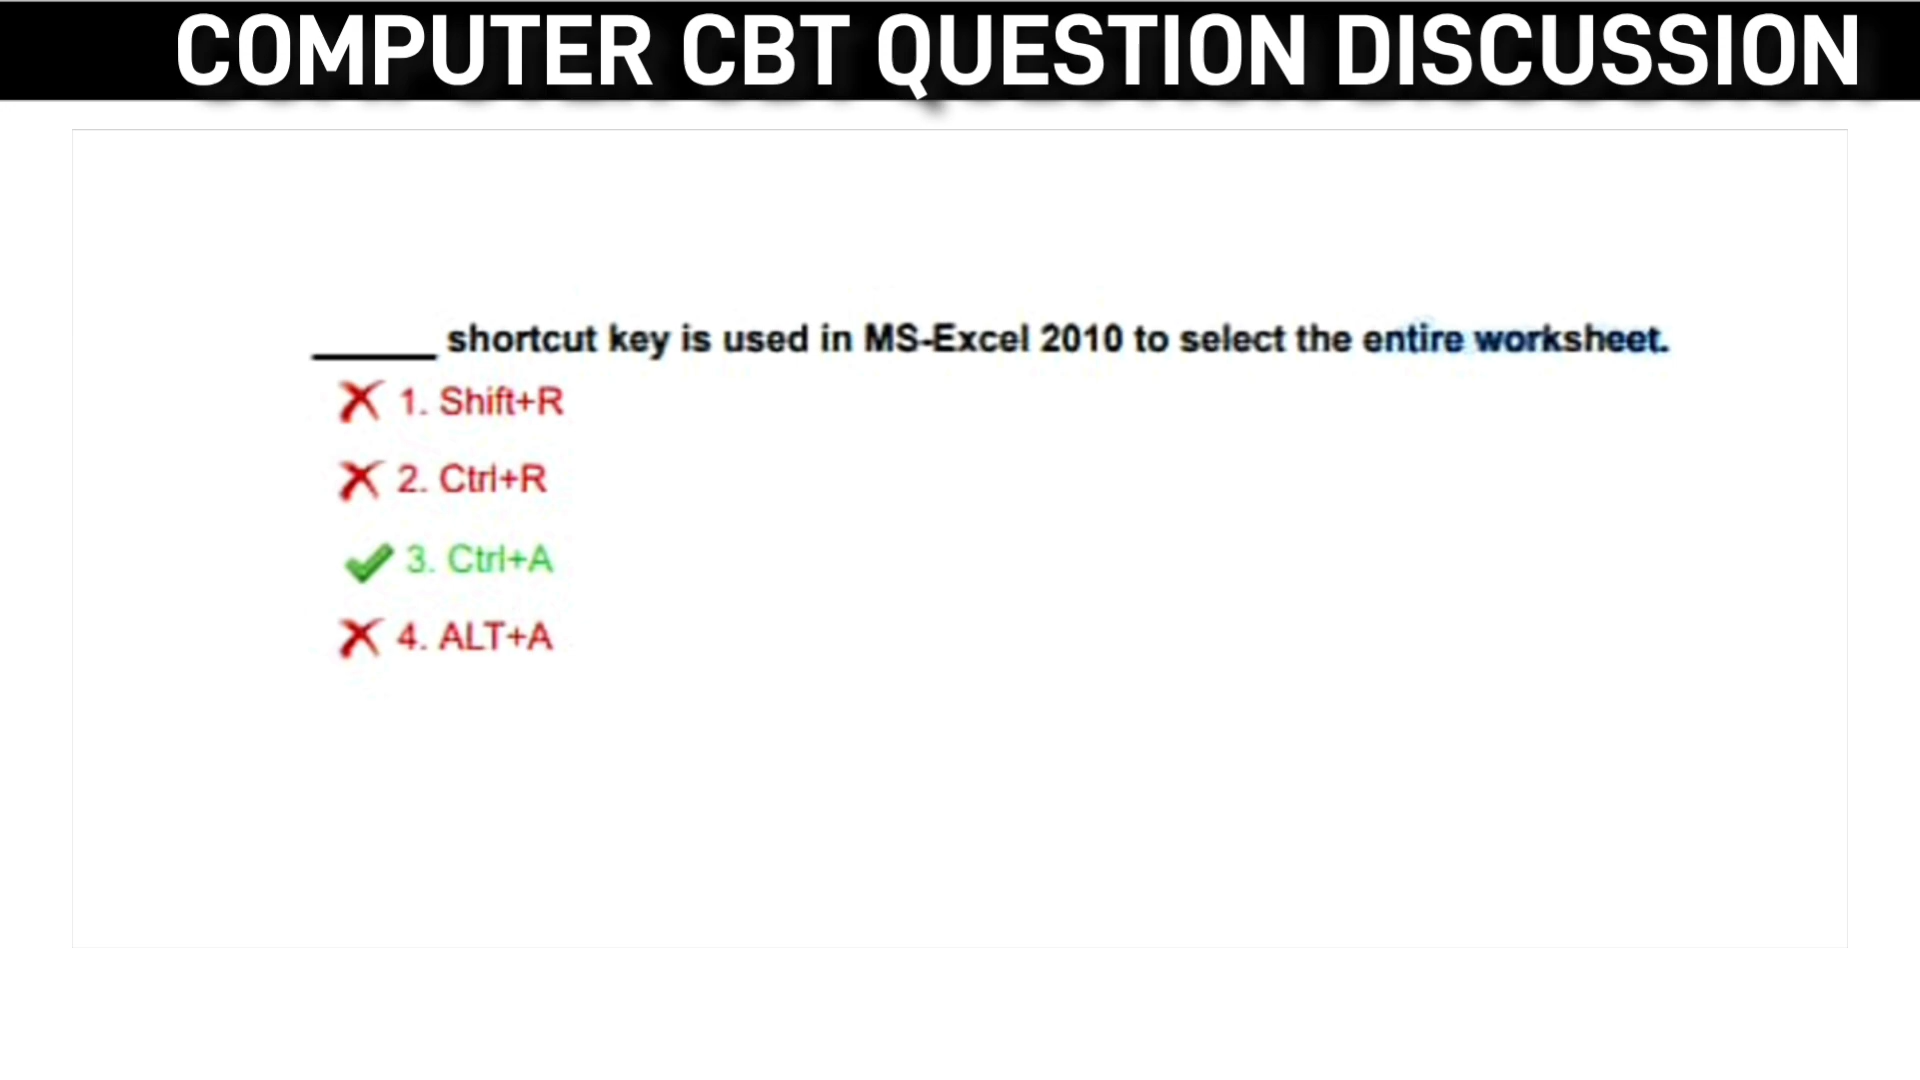 COMPUTER CBT QUESTION DISCUSSION
______ shortcut key is used in MS-Excel 2010 to select the entire worksheet.
1. Shift+R
2. Ctrl+R
3. Ctrl+A
4. ALT+A